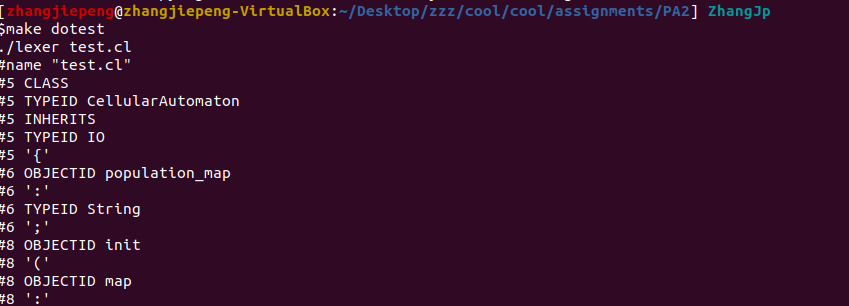 [zhangjiepeng@zhangjiepeng-VirtualBox:~/Desktop/zzz/cool/cool/assignments/PA2] ZhangJp
$make dotest
./lexer test.cl
#name "test.cl"
#5 CLASS
#5 TYPEID CellularAutomaton
#5 INHERITS
#5 TYPEID IO
#5 '{'
#6 OBJECTID population_map
#6 ':'
#6 TYPEID String
#6 ';'
#8 OBJECTID init
#8 '('
#8 OBJECTID map
#8 ':'